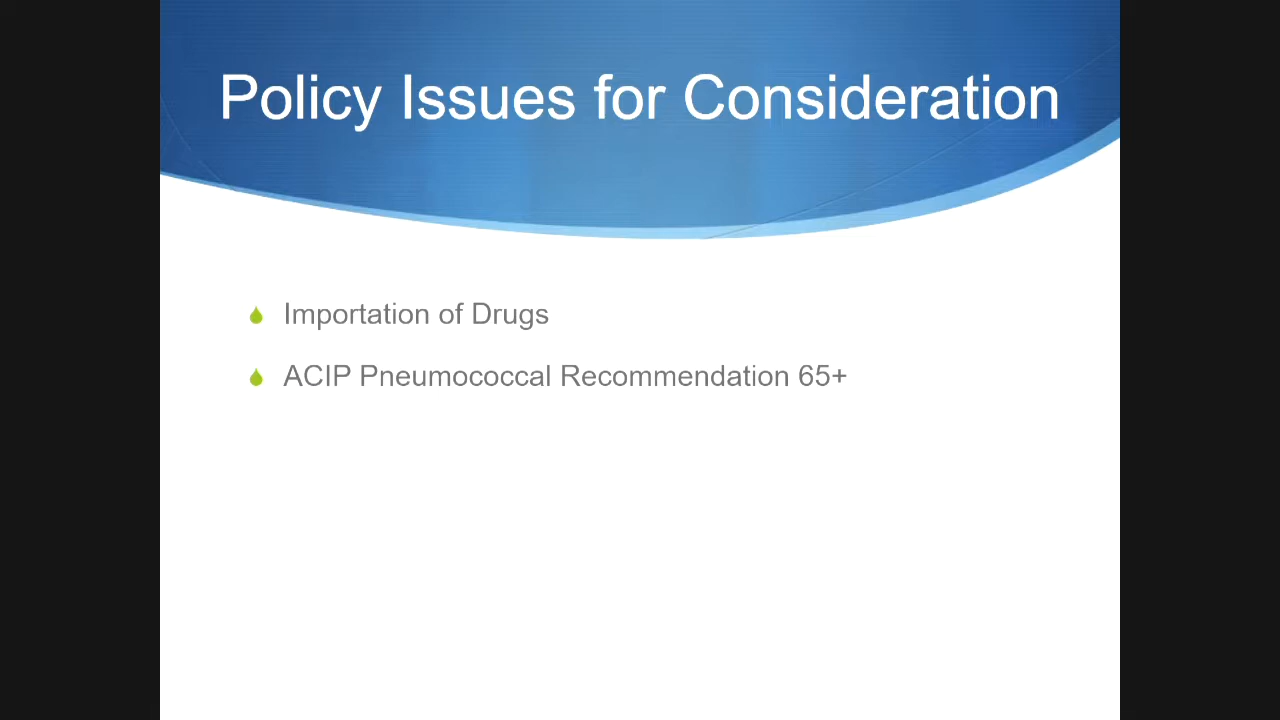 Policy Issues for Consideration
Importation of Drugs
ACIP Pneumococcal Recommendation 65+